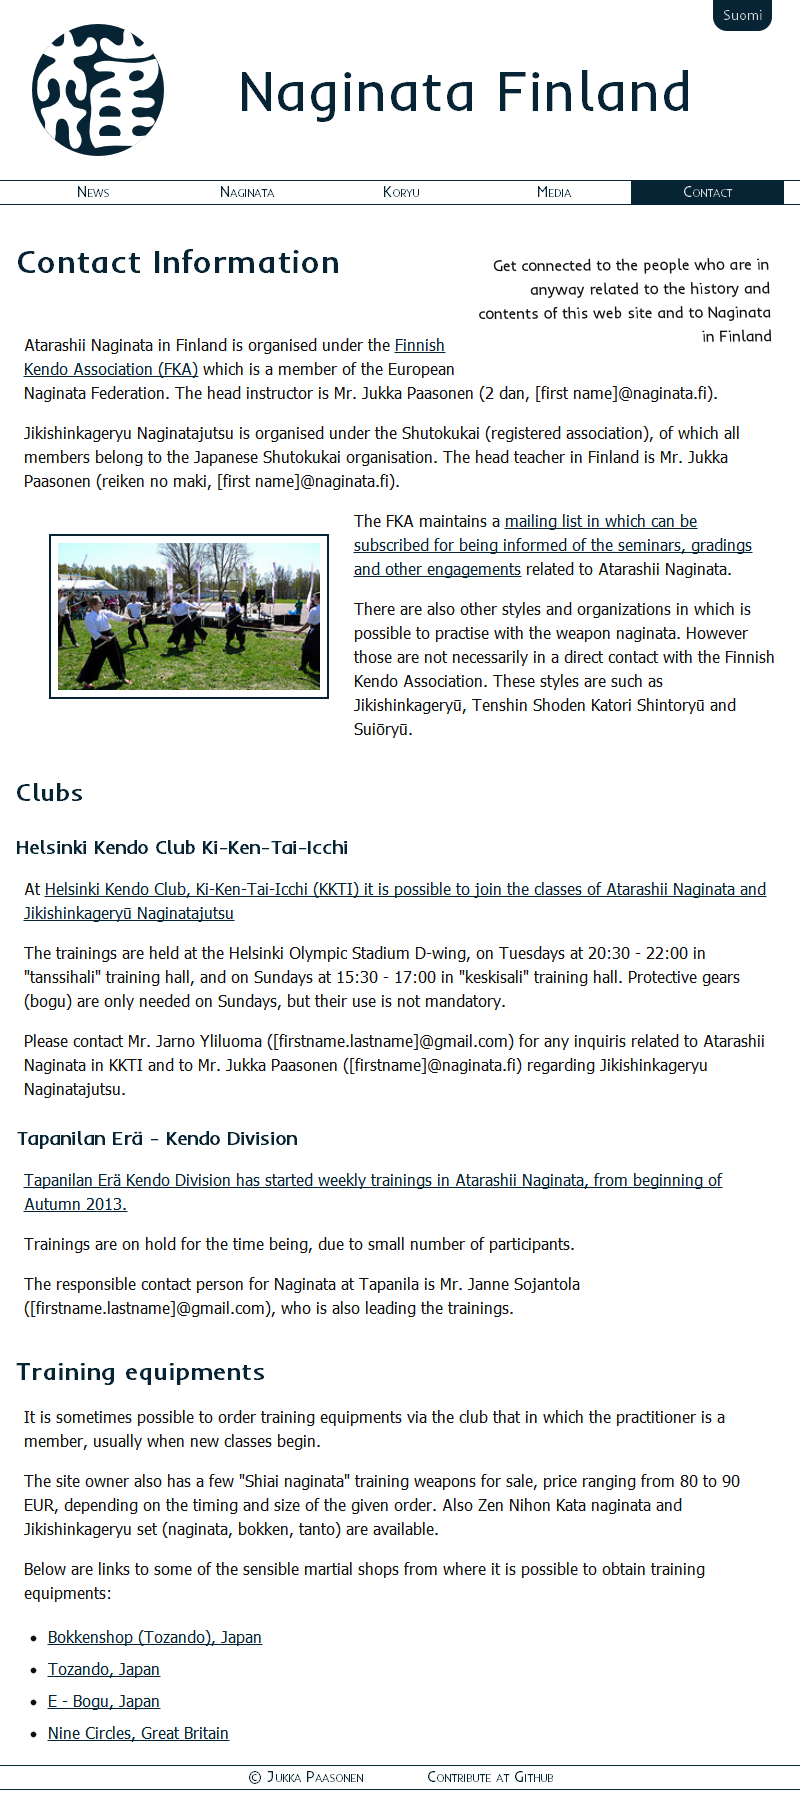 Suomi
Naginata Finland
News Naginata Koryu Media Contact
Contact Information
Get connected to the people who are in
anyway related to the history and
contents of this web site and to Naginata
in Finland
Atarashii Naginata in Finland is organised under the Finnish
Kendo Association (FKA) which is a member of the European
Naginata Federation. The head instructor is Mr. Jukka Paasonen (2 dan, [first name]@naginata.fi).
Jikishinkageryu Naginatajutsu is organised under the Shutokukai (registered association), of which all
members belong to the Japanese Shutokukai organisation. The head teacher in Finland is Mr. Jukka
Paasonen (reiken no maki, [first name]@naginata.fi).
The FKA maintains a mailing list in which can be
subscribed for being informed of the seminars, gradings
and other engagements related to Atarashii Naginata.
There are also other styles and organizations in which is
possible to practise with the weapon naginata. However
those are not necessarily in a direct contact with the Finnish
Kendo Association. These styles are such as
Jikishinkageryū, Tenshin Shoden Katori Shintoryū and
Suiōryū.
Clubs
Helsinki Kendo Club Ki-Ken-Tai-Icchi
At Helsinki Kendo Club, Ki-Ken-Tai-Icchi (KKTI) it is possible to join the classes of Atarashii Naginata and
Jikishinkageryū Naginatajutsu
The trainings are held at the Helsinki Olympic Stadium D-wing, on Tuesdays at 20:30 - 22:00 in
"tanssihali" training hall, and on Sundays at 15:30 - 17:00 in "keskisali" training hall. Protective gears
(bogu) are only needed on Sundays, but their use is not mandatory.
Please contact Mr. Jarno Yliluoma ([firstname.lastname]@gmail.com) for any inquiris related to Atarashii
Naginata in KKTI and to Mr. Jukka Paasonen ([firstname]@naginata.fi) regarding Jikishinkageryu
Naginatajutsu.
Tapanilan Erä - Kendo Division
Tapanilan Erä Kendo Division has started weekly trainings in Atarashii Naginata, from beginning of
Autumn 2013.
Trainings are on hold for the time being, due to small number of participants.
The responsible contact person for Naginata at Tapanila is Mr. Janne Sojantola
([firstname.lastname]@gmail.com), who is also leading the trainings.
Training equipments
It is sometimes possible to order training equipments via the club that in which the practitioner is a
member, usually when new classes begin.
The site owner also has a few "Shiai naginata" training weapons for sale, price ranging from 80 to 90
EUR, depending on the timing and size of the given order. Also Zen Nihon Kata naginata and
Jikishinkageryu set (naginata, bokken, tanto) are available.
Below are links to some of the sensible martial shops from where it is possible to obtain training
equipments:
• Bokkenshop (Tozando), Japan
• Tozando, Japan
• E - Bogu, Japan
• Nine Circles, Great Britain
© Jukka Paasonen Contribute at Github